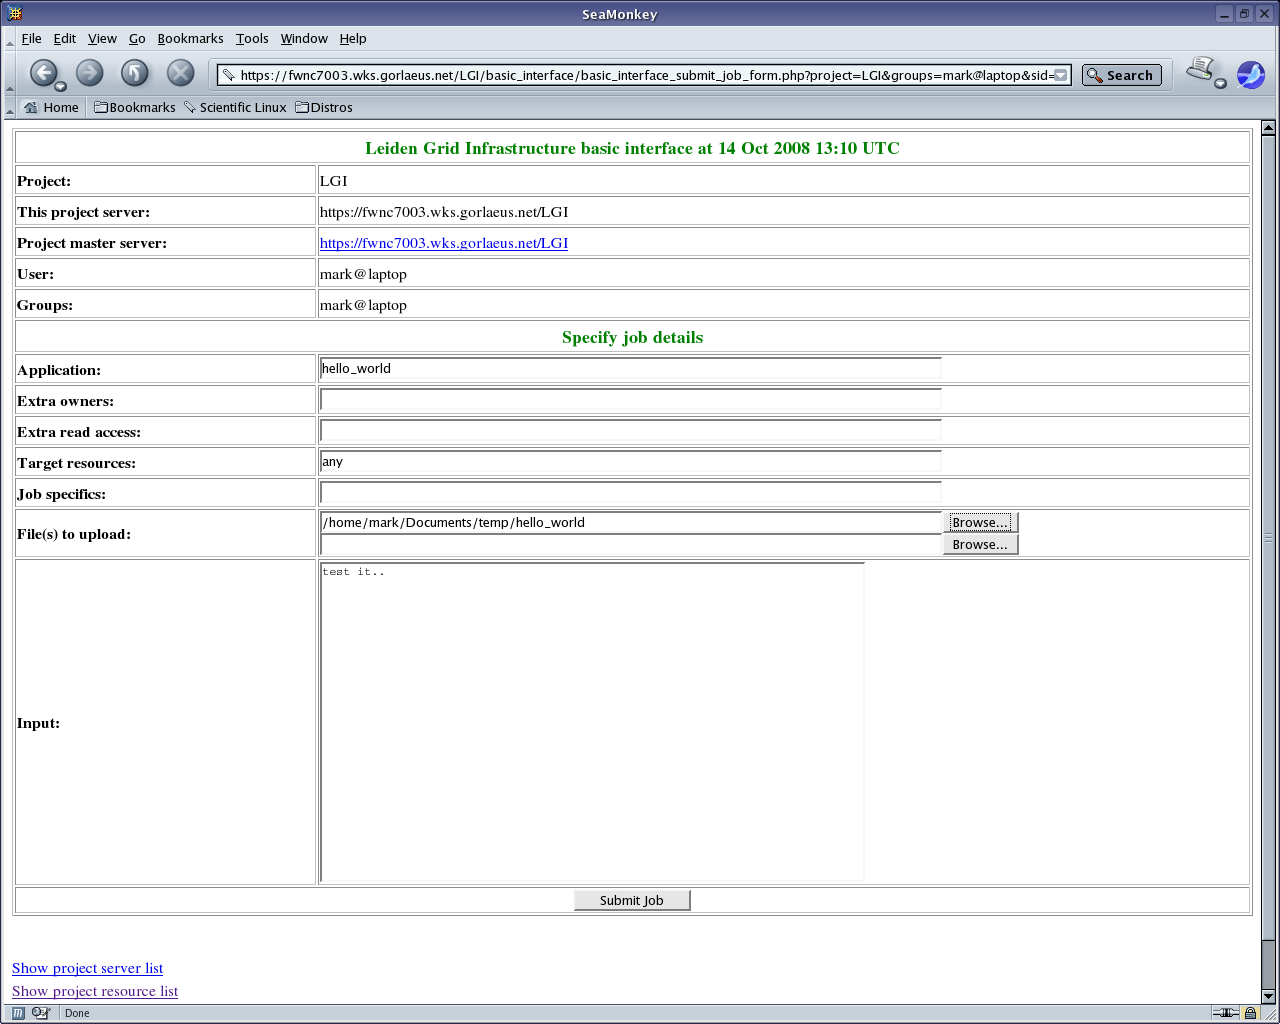 SeaMonkey
File Edit View Go Bookmarks Tools Window Help
https://fwnc7003.wks.gorlaeus.net/LGI/basic_interface/basic_interface_submit_job_form.php?project=LGI&groups=mark@laptop&sid= Search
Home Bookmarks Scientific Linux Distros
Leiden Grid Infrastructure basic interface at 14 Oct 2008 13:10 UTC
Project: LGI
This project server: https://fwnc7003.wks.gorlaeus.net/LGI
Project master server: https://fwnc7003.wks.gorlaeus.net/LGI
User: mark@laptop
Groups: mark@laptop
Specify job details
Application: hello_world
Extra owners:
Extra read access:
Target resources: any
Job specifics:
File(s) to upload: /home/mark/Documents/temp/hello_world Browse...
Browse...
Input: test it..
Submit Job
Show project server list
Show project resource list
Done